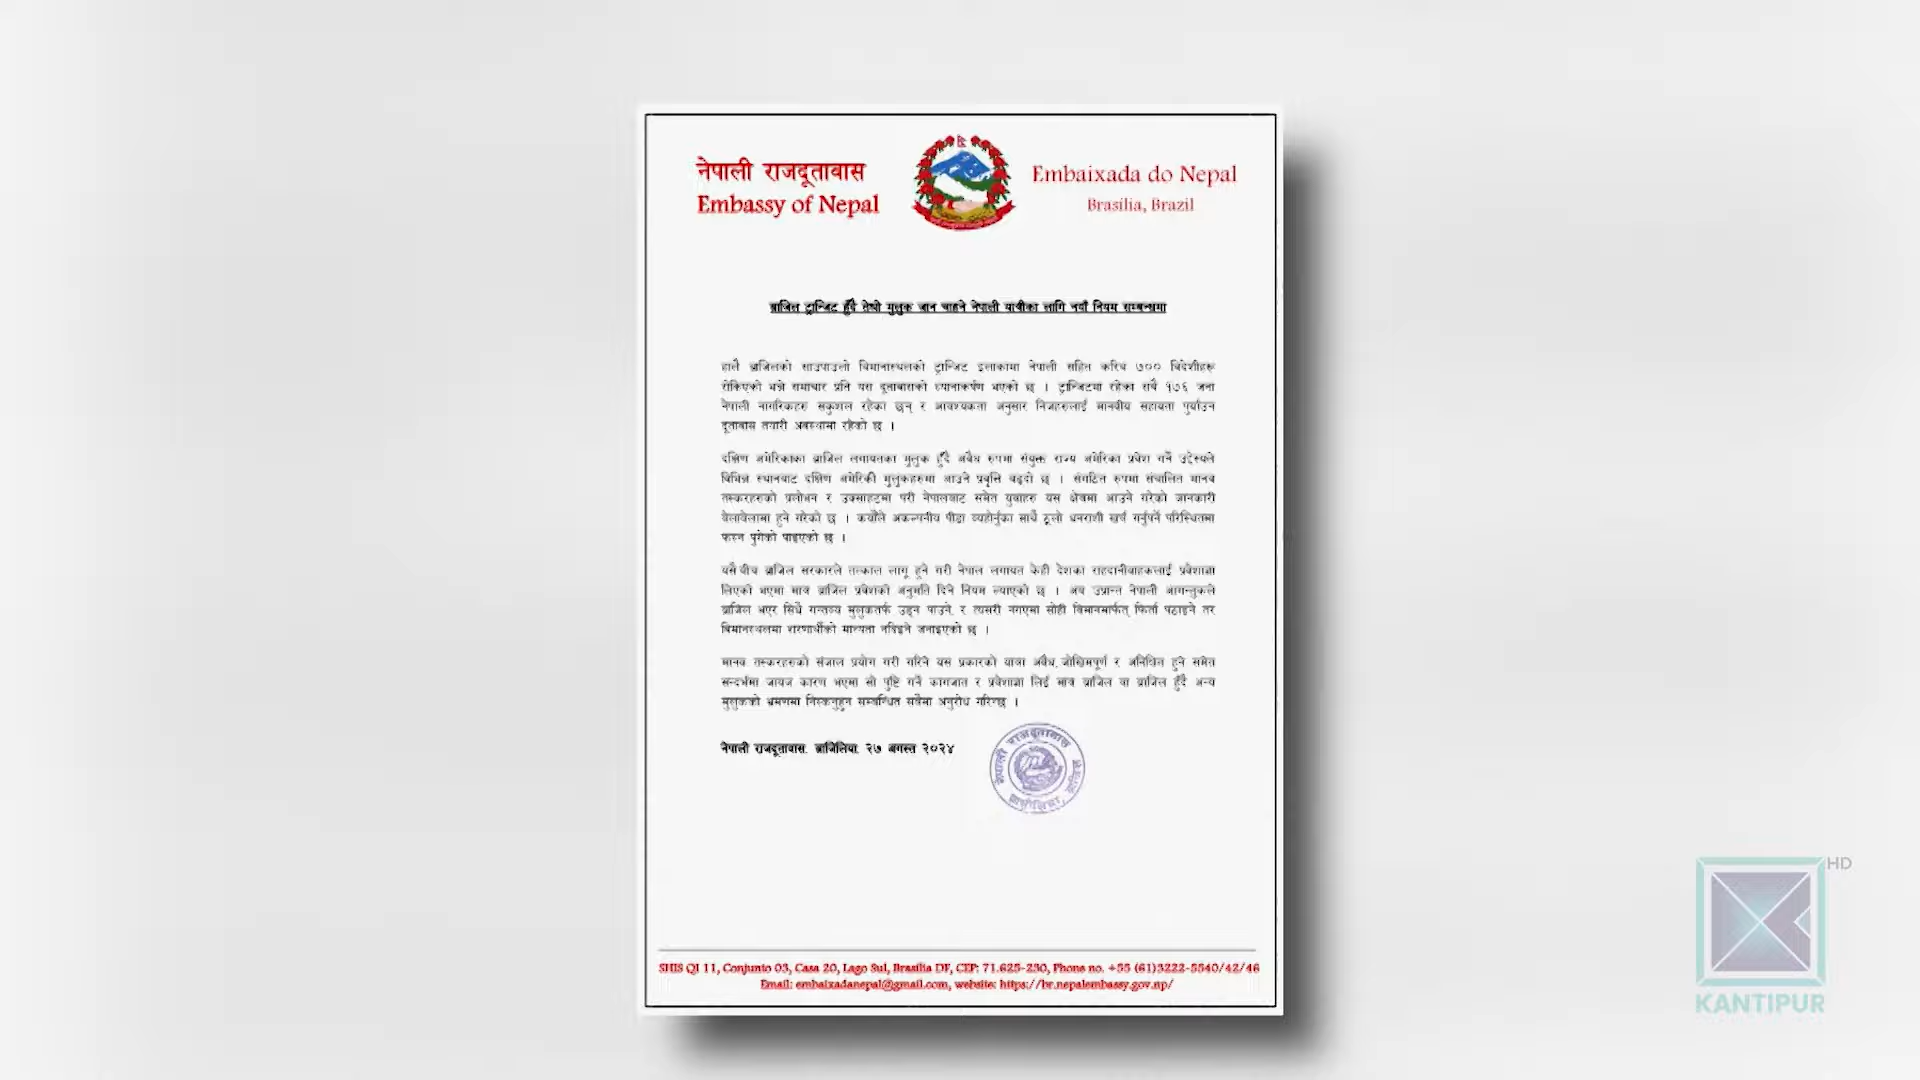 नेपाली राजदूतावास
Embassy of Nepal
Embaixada do Nepal
Brasilia, Brazil
ब्राजिल ट्रान्जिट हुँदै तेश्रो मुलुक जान चाहने नेपाली यात्रीका लागि नयाँ नियम सम्बन्धमा
हालै ब्राजिलको साउपाउलो विमानस्थलको ट्रान्जिट इलाकामा नेपाली सहित करिब ७०० विदेशीहरु
रोकिएको भन्ने समाचार प्रति यस दूतावासको ध्यानाकर्षण भएको छ । ट्रान्जिटमा रहेका सबै १७६ जना
नेपाली नागरिकहरु सकुशल रहेका छन् र आवश्यकता अनुसार निजहरुलाई मानवीय सहायता पुर्याउन
दूतावास तयारी अवस्थामा रहेको छ ।
दक्षिण अमेरिकाका ब्राजिल लगायतका मुलुक हुँदै अबैध रुपमा संयुक्त राज्य अमेरिका प्रवेश गर्ने उद्देश्यले
विभिन्न स्थानबाट दक्षिण अमेरिकी मुलुकहरुमा आउने प्रवृत्ति बढ्दो छ । संगठित रुपमा संचालित मानव
तस्करहरुको प्रलोभन र उक्साहटमा परी नेपालबाट समेत युवाहरु यस क्षेत्रमा आउने गरेको जानकारी
बेलाबेलामा हुने गरेको छ । कयौंले अकल्पनीय पीडा व्यहोर्नुका साथै ठूलो धनराशी खर्च गर्नुपर्ने परिस्थितिमा
फस्न पुगेको पाइएको छ ।
यसैबीच ब्राजिल सरकारले तत्काल लागू हुने गरी नेपाल लगायत केही देशका राहदानीवाहकलाई प्रवेशाज्ञा
लिएको भएमा मात्र ब्राजिल प्रवेशको अनुमति दिने नियम ल्याएको छ । अब उप्रान्त नेपाली आगन्तुकले
ब्राजिल भएर सिधै गन्तव्य मुलुकतर्फ उड्न पाउने, र त्यसरी नगएमा सोही विमानमार्फत् फिर्ता पठाइने तर
विमानस्थलमा शरणार्थीको मान्यता नदिइने जनाइएको छ ।
मानव तस्करहरुको संजाल प्रयोग गरी गरिने यस प्रकारको यात्रा अबैध, जोखिमपूर्ण र अनिश्चित हुने समेत
सन्दर्भमा जायज कारण भएमा सो पुष्टि गर्ने कागजात र प्रवेशाज्ञा लिई मात्र ब्राजिल वा ब्राजिल हुँदै अन्य
मुलुकको भ्रमणमा निस्कनुहुन सम्बन्धित सबैमा अनुरोध गरिन्छ ।
नेपाली राजदूतावास, ब्राजिलिया, २७ अगस्त २०२४
नेपाली राजदूतावास
SHIS QI 11, Conjunto 03, Casa 20, Lago Sul, Brasilia DF, CEP: 71.625-230, Phone no. +55 (61)3222-5540/42/46
Email: embaixadanepal@gmail.com, website: https://br.nepalembassy.gov.np/
HD
KANTIPUR